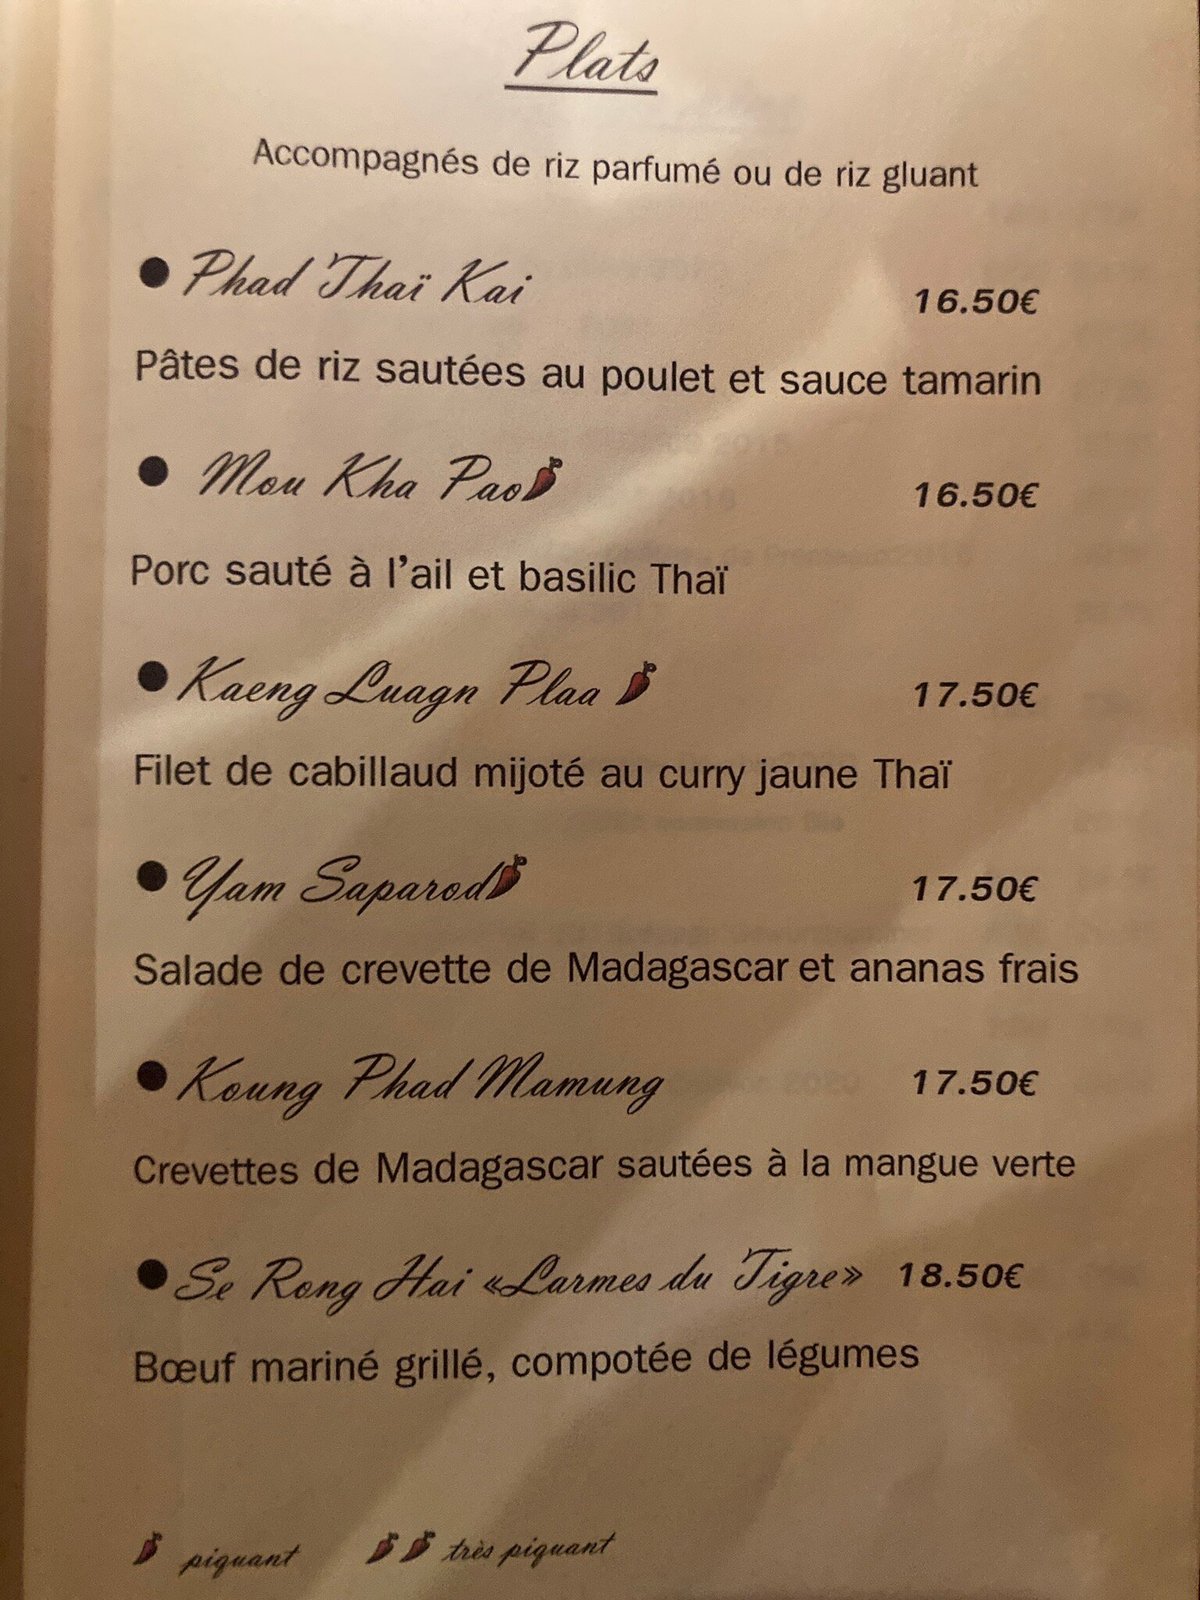 Plats
Accompagnés de riz parfumé ou de riz gluant
● Phad Thaï Kai 16.50€
Pâtes de riz sautées au poulet et sauce tamarin
● Mou Kha Pao 16.50€
Porc sauté à l'ail et basilic Thaï
● Kaeng Luagn Plaa 17.50€
Filet de cabillaud mijoté au curry jaune Thaï
● Yam Saparod 17.50€
Salade de crevette de Madagascar et ananas frais
● Koung Phad Mamung 17.50€
Crevettes de Madagascar sautées à la mangue verte
● Se Rong Hai «Larmes du Tigre» 18.50€
Bœuf mariné grillé, compotée de légumes
piquant très piquant